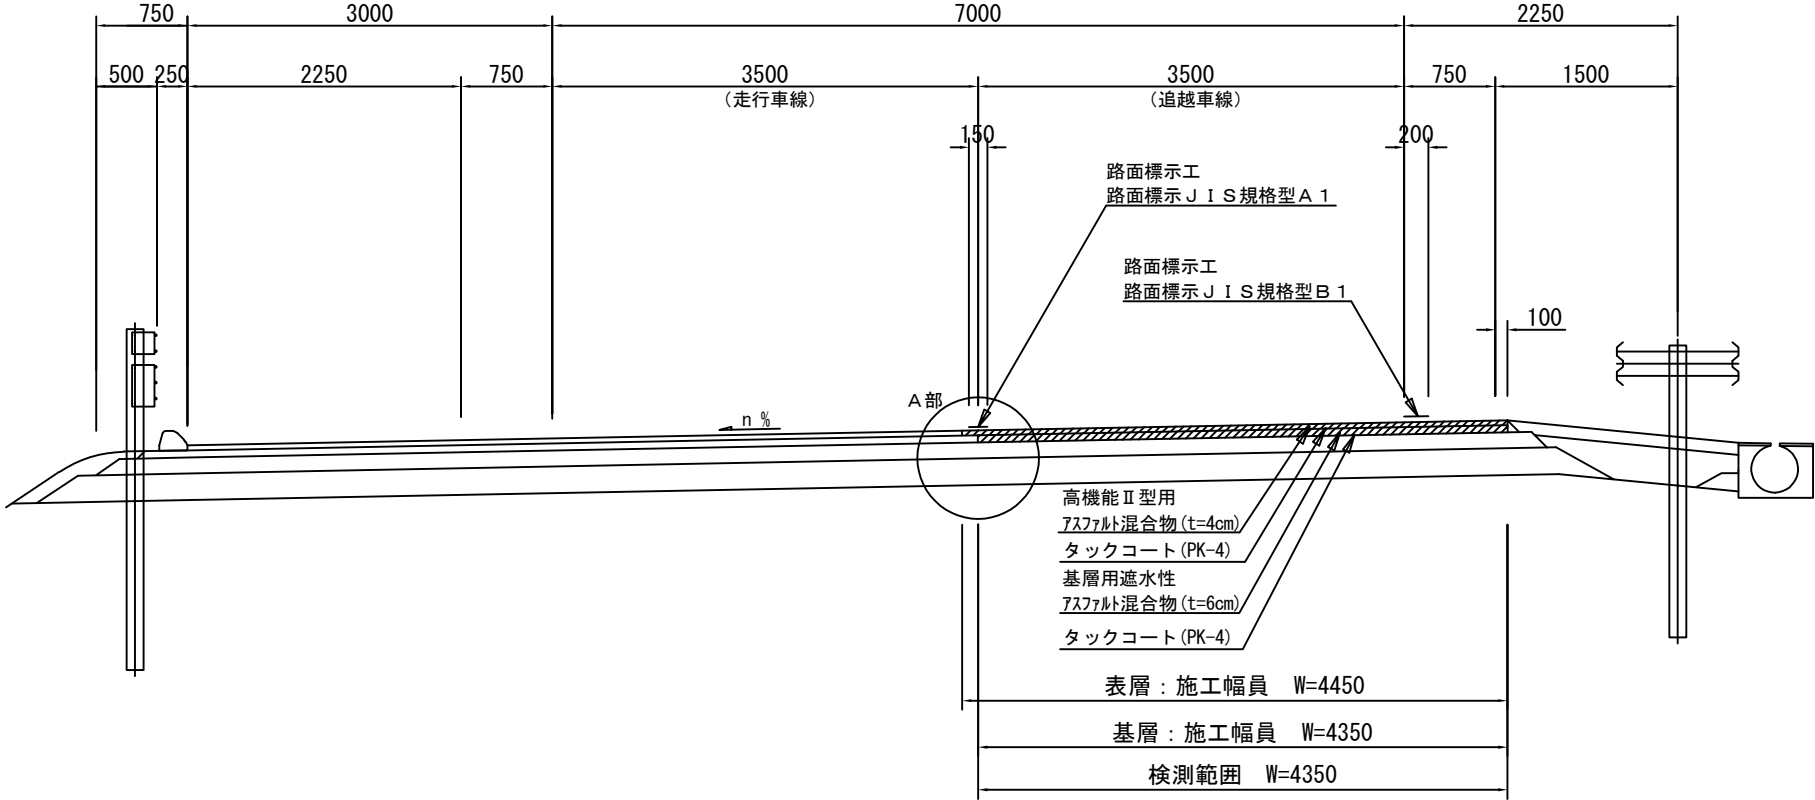 750
3000
7000
2250
500
250
2250
750
3500
3500
750
1500
(走行車線)
(追越車線)
150
200
路面標示工
路面標示JIS規格型A1
路面標示工
路面標示JIS規格型B1
100
A部
n %
高機能Ⅱ型用
アスファルト混合物(t=4cm)
タックコート(PK-4)
基層用遮水性
アスファルト混合物(t=6cm)
タックコート(PK-4)
表層：施工幅員 W=4450
基層：施工幅員 W=4350
検測範囲 W=4350